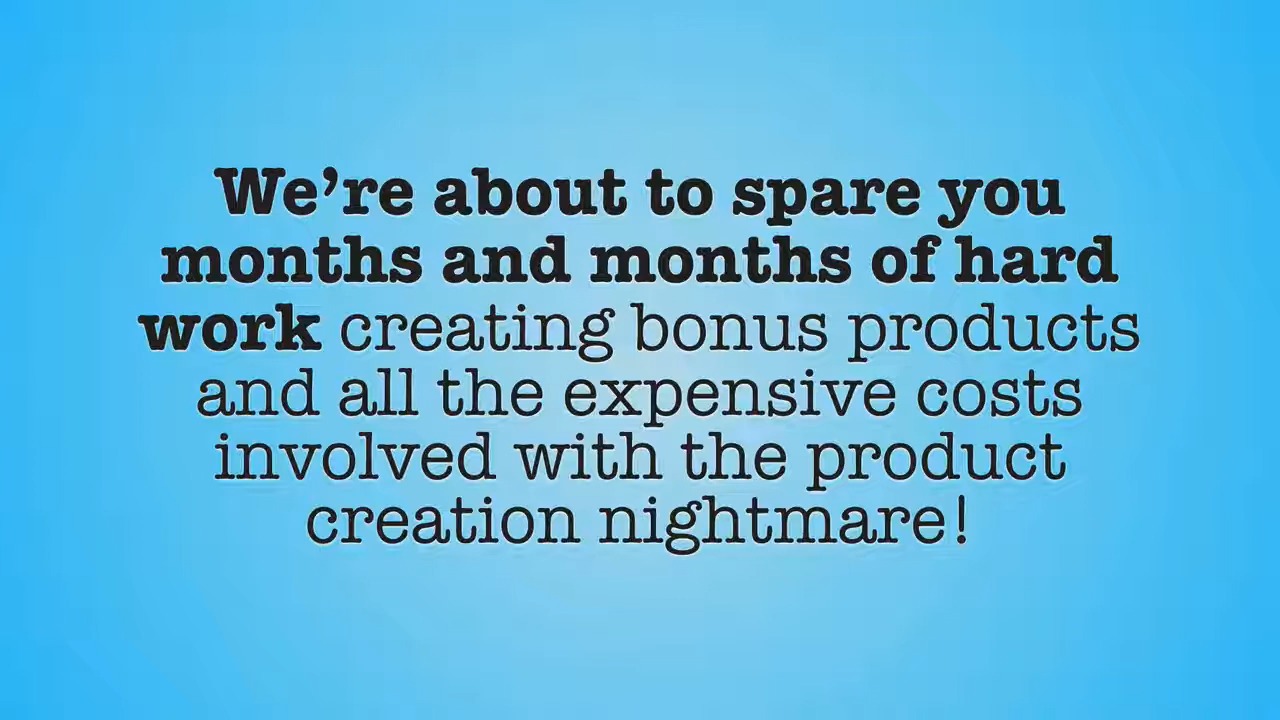 We’re about to spare you
months and months of hard
work creating bonus products
and all the expensive costs
involved with the product
creation nightmare!